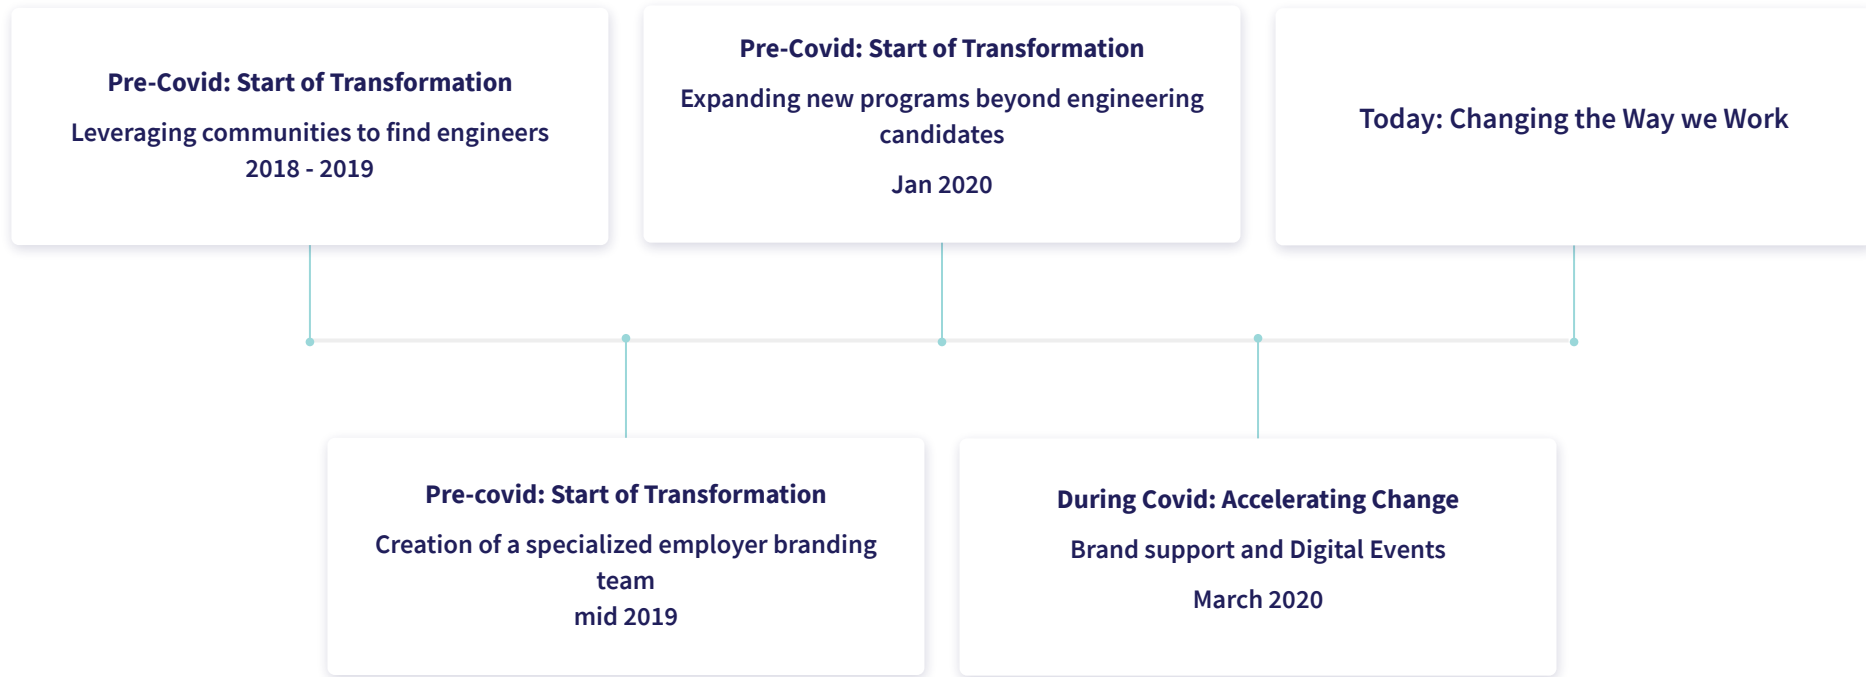 Pre-Covid: Start of Transformation
Leveraging communities to find engineers
2018 - 2019
Pre-covid: Start of Transformation
Creation of a specialized employer branding
team
mid 2019
Pre-Covid: Start of Transformation
Expanding new programs beyond engineering
candidates
Jan 2020
During Covid: Accelerating Change
Brand support and Digital Events
March 2020
Today: Changing the Way we Work